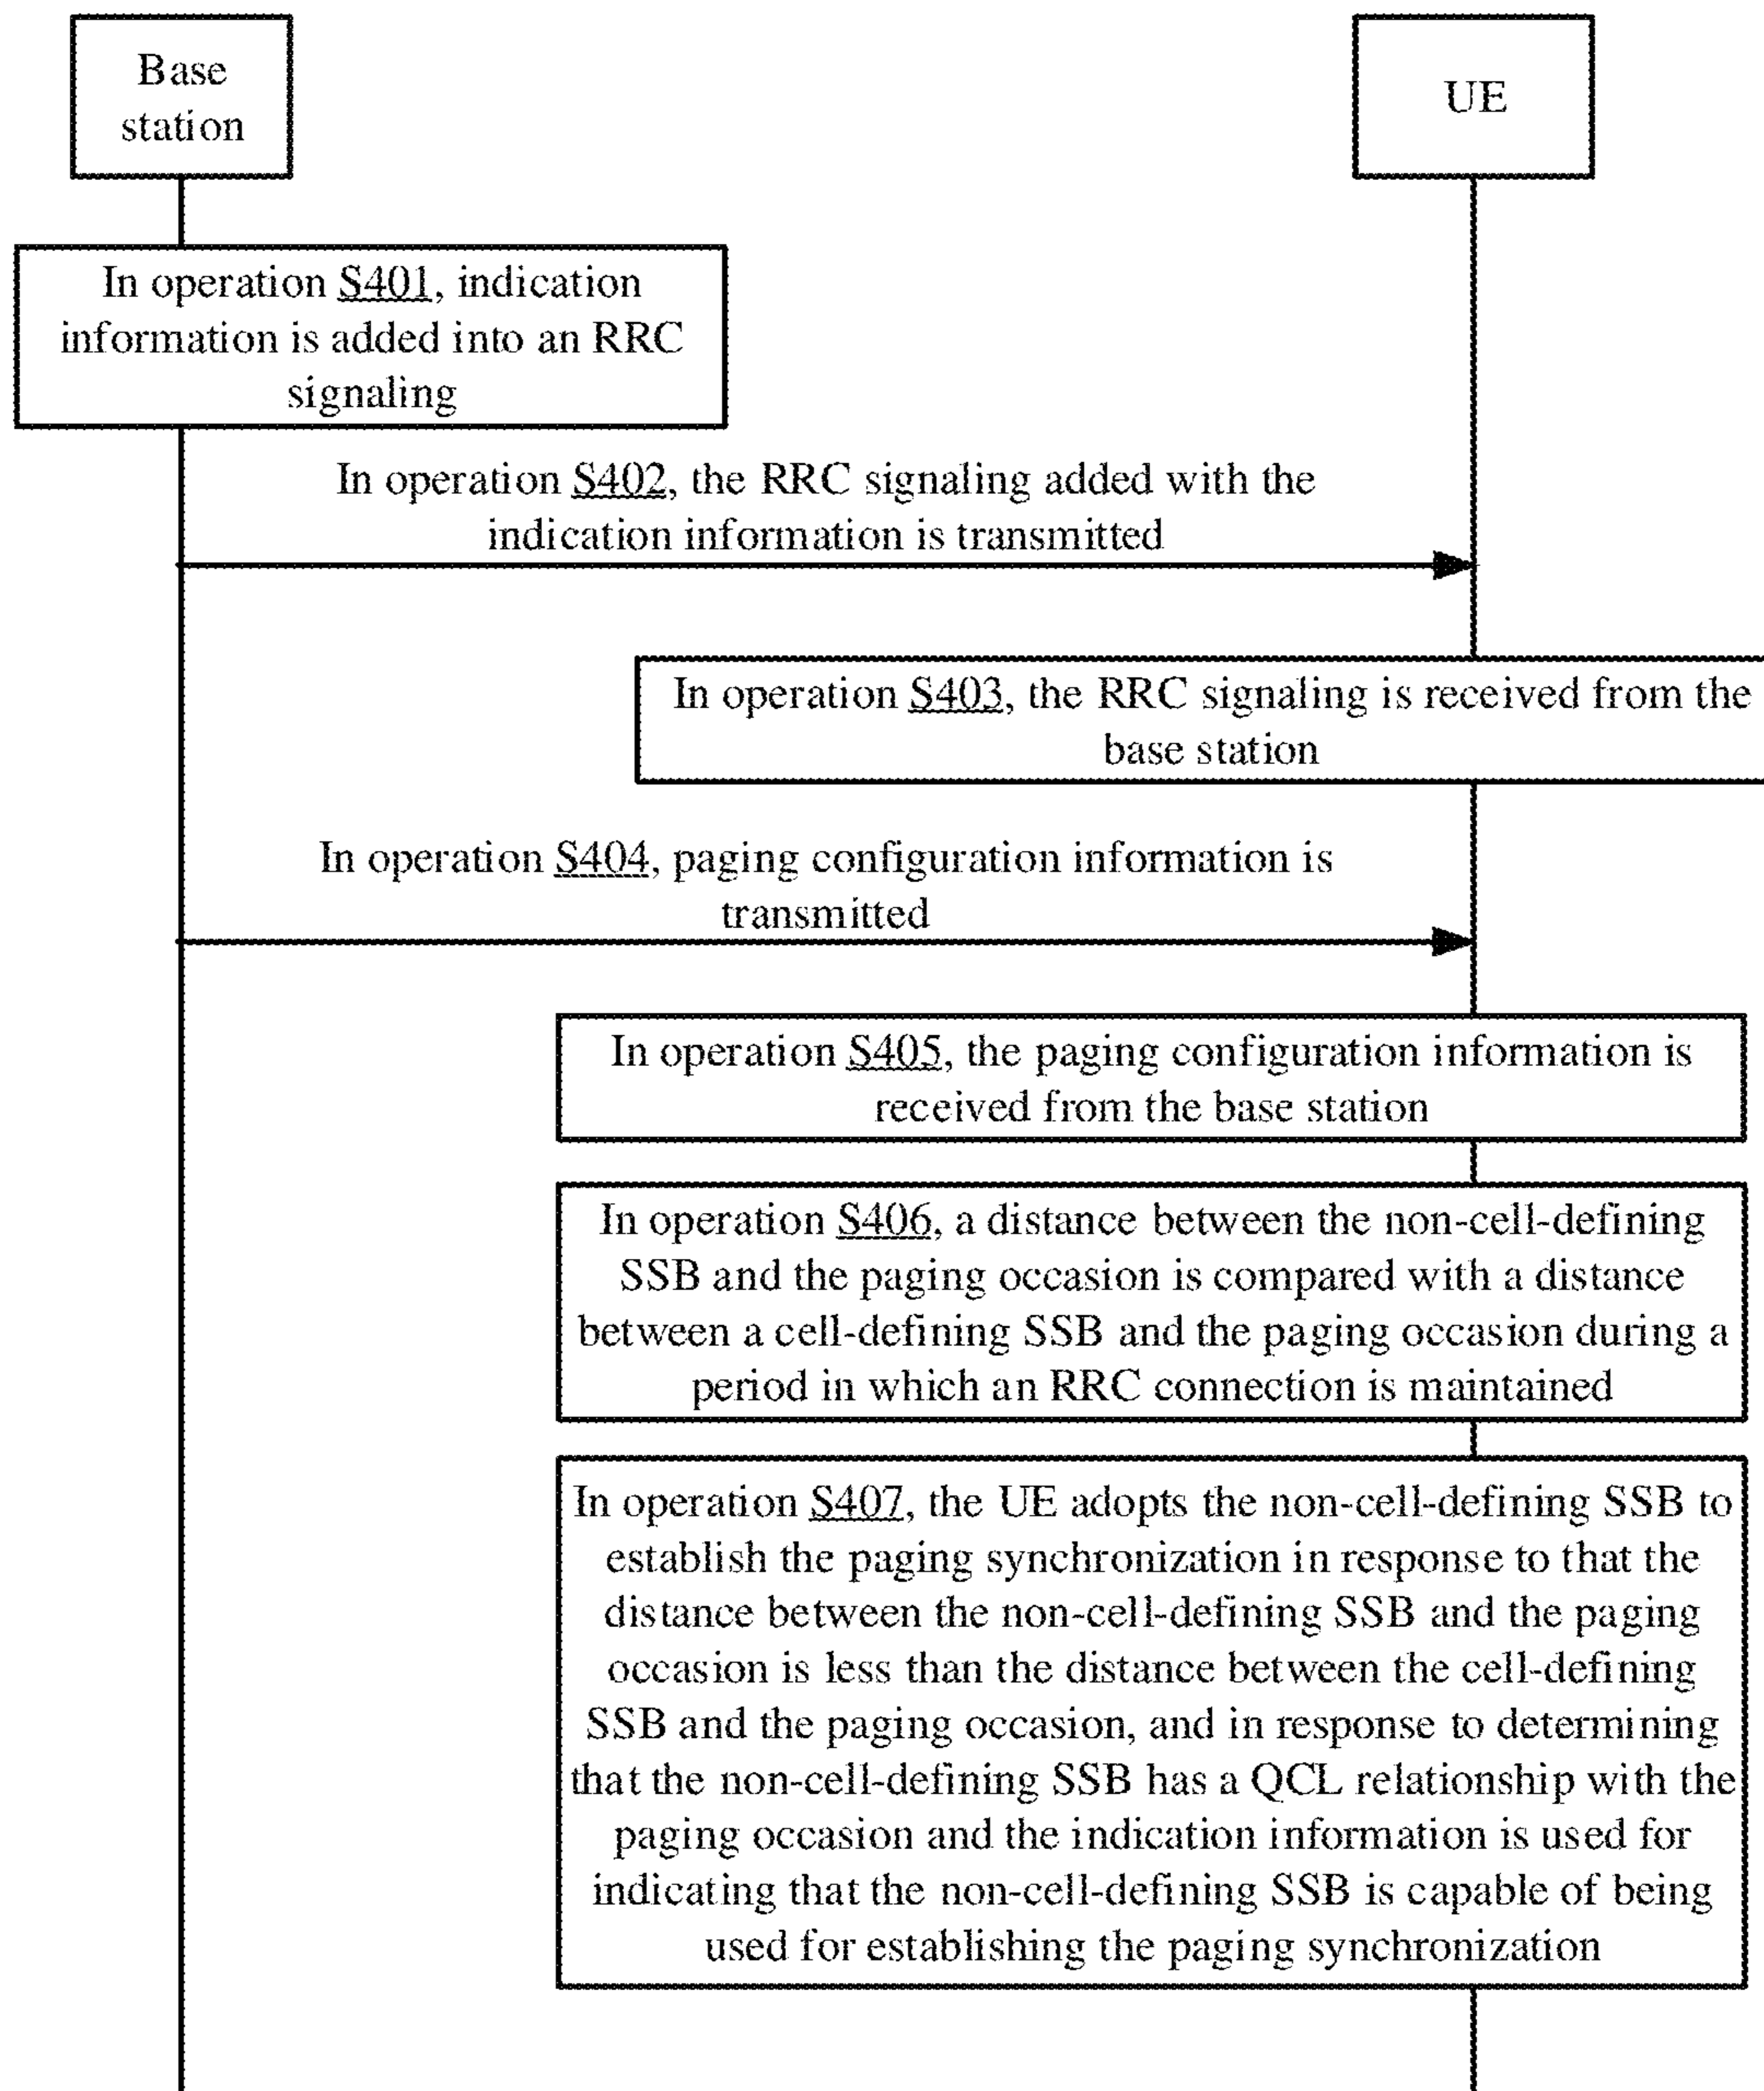 Base
station
UE
In operation S401, indication
information is added into an RRC
signaling
In operation S402, the RRC signaling added with the
indication information is transmitted
In operation S403, the RRC signaling is received from the
base station
In operation S404, paging configuration information is
transmitted
In operation S405, the paging configuration information is
received from the base station
In operation S406, a distance between the non-cell-defining
SSB and the paging occasion is compared with a distance
between a cell-defining SSB and the paging occasion during a
period in which an RRC connection is maintained
In operation S407, the UE adopts the non-cell-defining SSB to
establish the paging synchronization in response to that the
distance between the non-cell-defining SSB and the paging
occasion is less than the distance between the cell-defining
SSB and the paging occasion, and in response to determining
that the non-cell-defining SSB has a QCL relationship with the
paging occasion and the indication information is used for
indicating that the non-cell-defining SSB is capable of being
used for establishing the paging synchronization